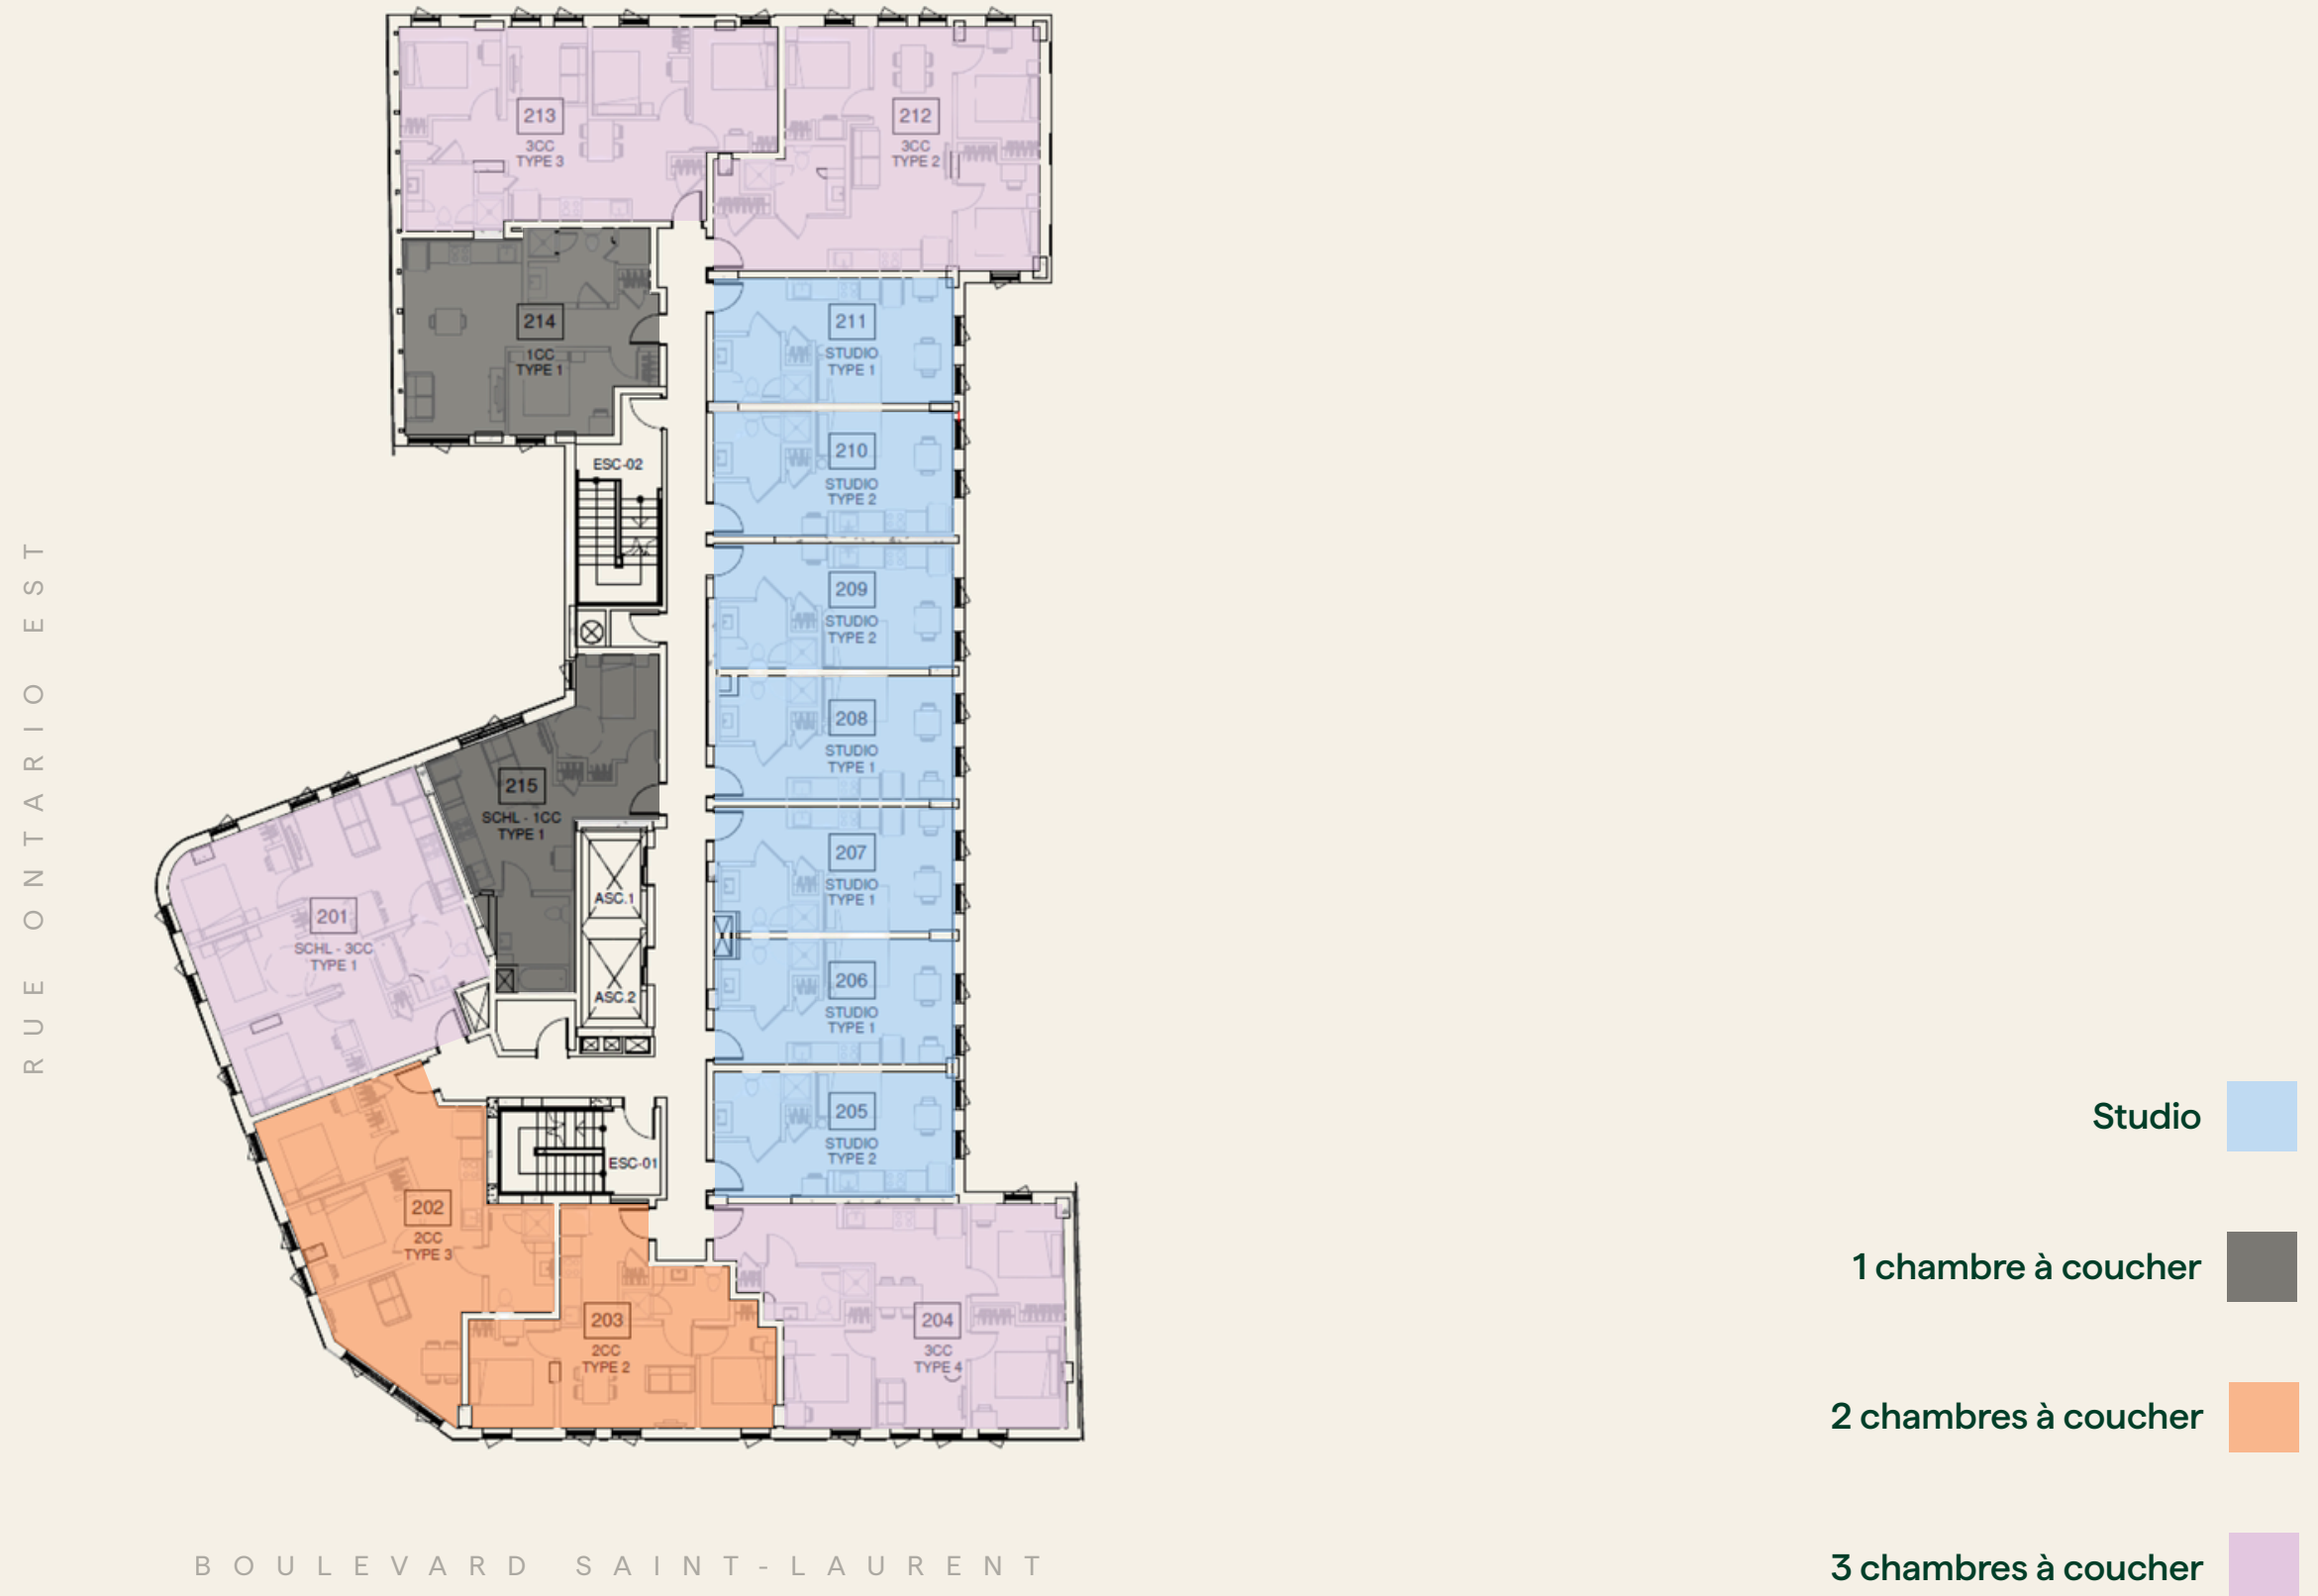 213
3CC
TYPE 3
212
3CC
TYPE 2
214
1CC
TYPE 1
211
STUDIO
TYPE 1
ESC-02
210
STUDIO
TYPE 2
209
STUDIO
TYPE 2
208
STUDIO
TYPE 1
215
SCHL - 1CC
TYPE 1
207
STUDIO
TYPE 1
ASC.1
201
SCHL - 3CC
TYPE 1
206
STUDIO
TYPE 1
ASC.2
205
STUDIO
TYPE 2
ESC-01
202
2CC
TYPE 3
203
2CC
TYPE 2
204
3CC
TYPE 4
RUE ONTARIO EST
BOULEVARD SAINT-LAURENT
Studio
1 chambre à coucher
2 chambres à coucher
3 chambres à coucher